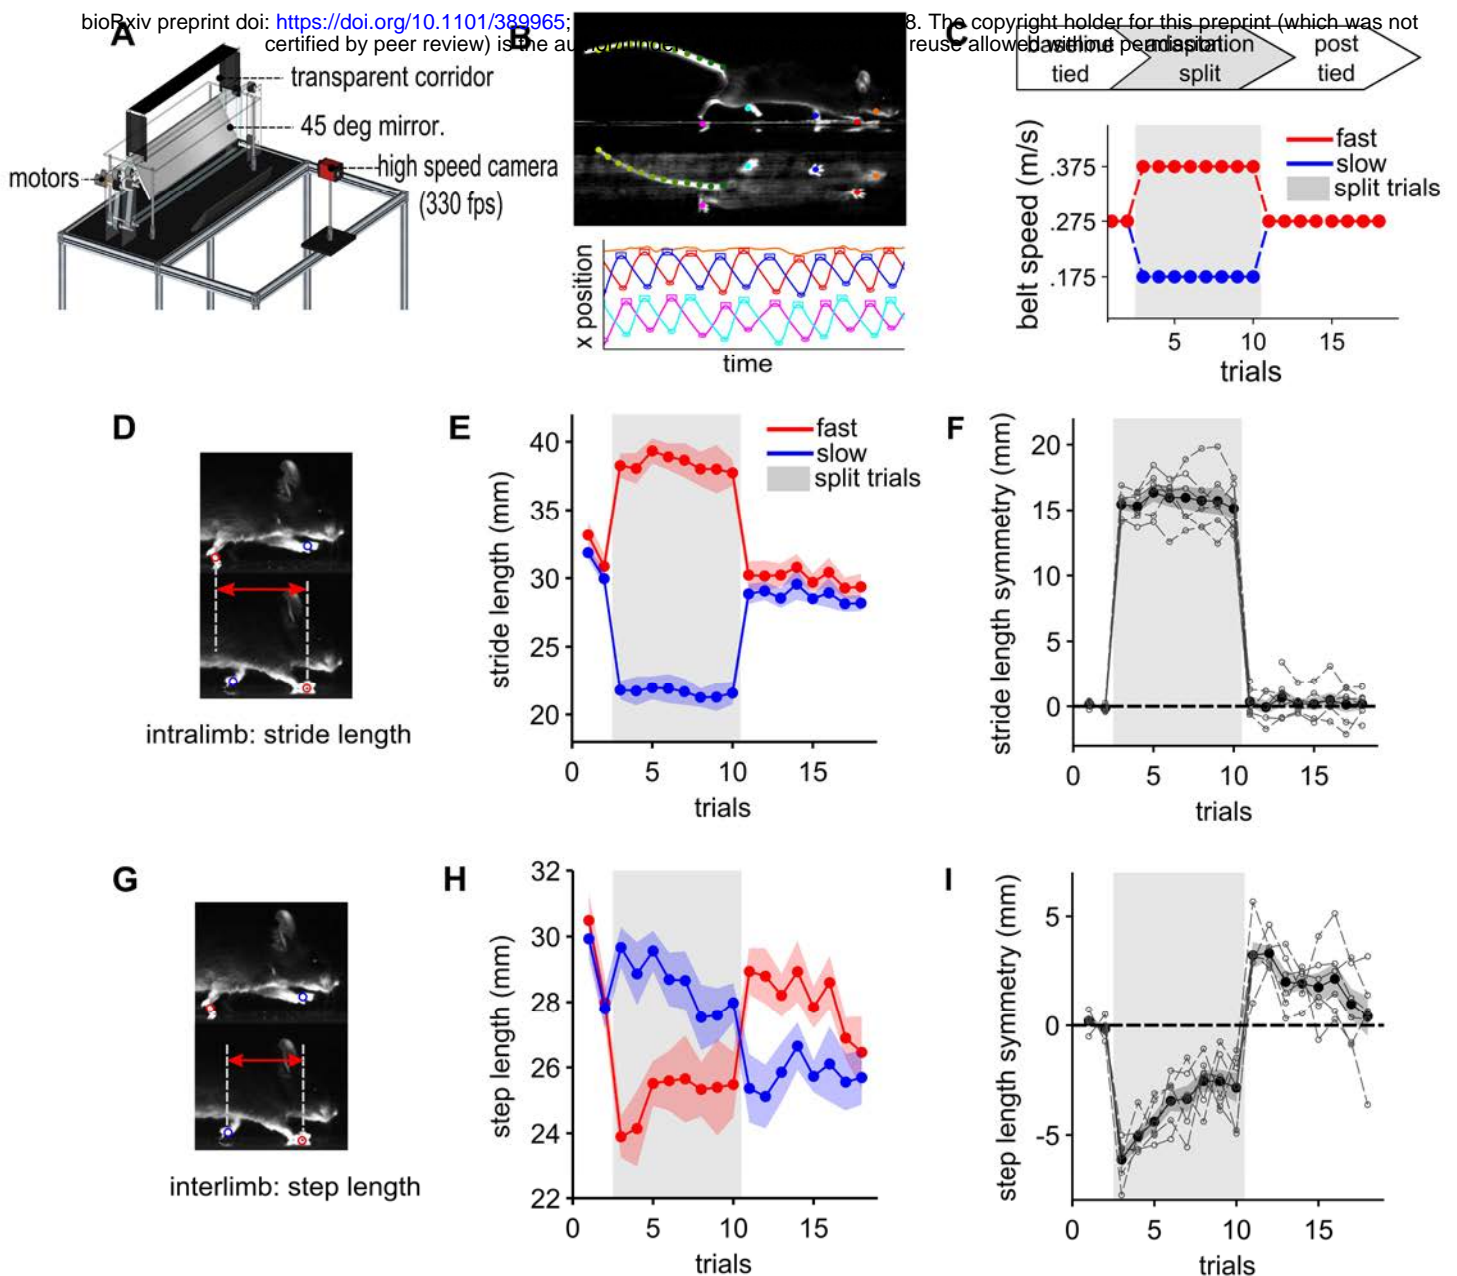 bioRxiv preprint doi: https://doi.org/10.1101/389965; 8. The copyright holder for this preprint (which was not
certified by peer review) is the reuse allowed without permission.
A
transparent corridor
45 deg mirror.
motors
high speed camera
(330 fps)
B
x position
time
C
baseline
tied
adaptation
split
post
tied
belt speed (m/s)
.375
.275
.175
fast
slow
split trials
5 10 15
trials
D
intralimb: stride length
E
stride length (mm)
40
35
30
25
20
fast
slow
split trials
0 5 10 15
trials
F
stride length symmetry (mm)
20
15
10
5
0
0 5 10 15
trials
G
interlimb: step length
H
step length (mm)
32
30
28
26
24
22
0 5 10 15
trials
I
step length symmetry (mm)
5
0
-5
0 5 10 15
trials